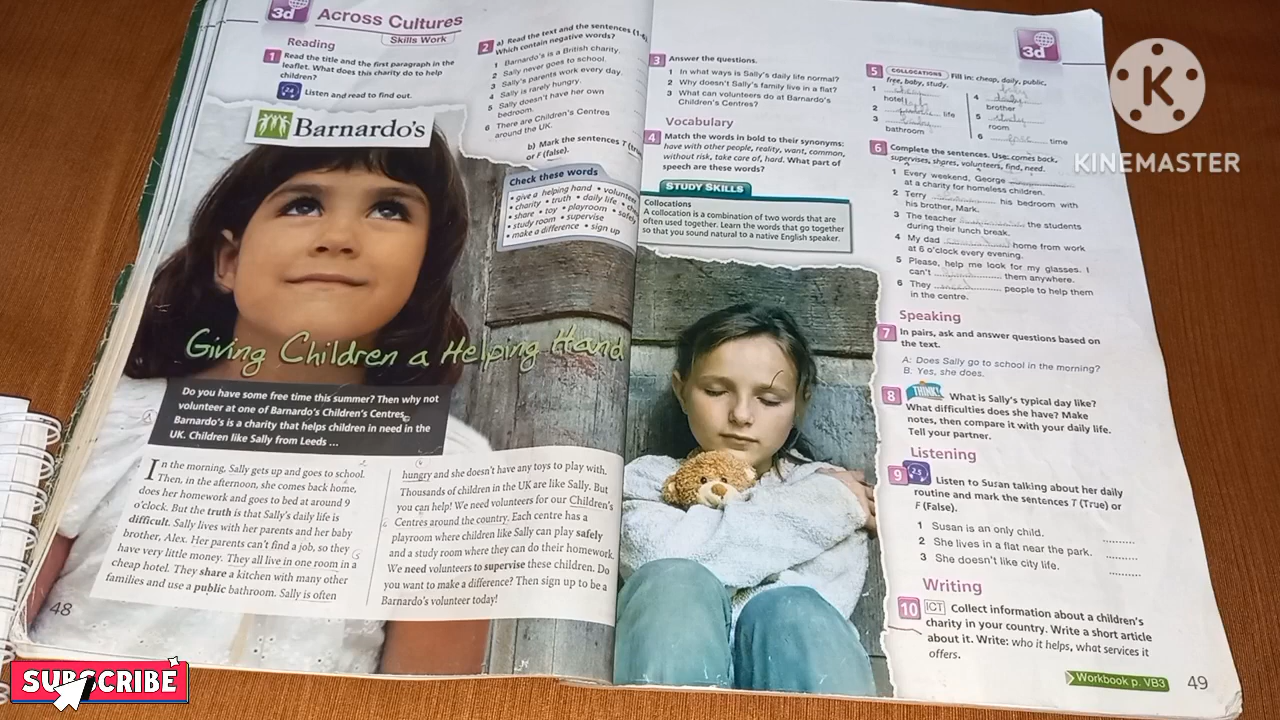 3d Across Cultures
Skills Work
Reading
1 Read the title and the first paragraph in the
leaflet. What does this charity do to help
children?
Listen and read to find out.
Barnardo's
2 a) Read the text and the sentences (1-6).
Which contain negative words?
1 Barnardo's is a British charity.
2 Sally never goes to school.
3 Sally's parents work every day.
4 Sally is rarely hungry.
5 Sally doesn't have her own
bedroom.
6 There are Children's Centres
around the UK.
b) Mark the sentences T (true)
or F (false).
Check these words
• give a helping hand • volunteer
• charity • truth • daily life
• share • toy • playroom • safely
• study room • supervise
• make a difference • sign up
Giving Children a Helping Hand
Do you have some free time this summer? Then why not
volunteer at one of Barnardo's Children's Centres.
Barnardo's is a charity that helps children in need in the
UK. Children like Sally from Leeds ...
In the morning, Sally gets up and goes to school.
Then, in the afternoon, she comes back home,
does her homework and goes to bed at around 9
o'clock. But the truth is that Sally's daily life is
difficult. Sally lives with her parents and her baby
brother, Alex. Her parents can't find a job, so they
have very little money. They all live in one room in a
cheap hotel. They share a kitchen with many other
families and use a public bathroom. Sally is often
hungry and she doesn't have any toys to play with.
Thousands of children in the UK are like Sally. But
you can help! We need volunteers for our Children's
Centres around the country. Each centre has a
playroom where children like Sally can play safely
and a study room where they can do their homework.
We need volunteers to supervise these children. Do
you want to make a difference? Then sign up to be a
Barnardo's volunteer today!
48
3 Answer the questions.
1 In what ways is Sally's daily life normal?
2 Why doesn't Sally's family live in a flat?
3 What can volunteers do at Barnardo's
Children's Centres?
Vocabulary
4 Match the words in bold to their synonyms:
have with other people, reality, want, common,
without risk, take care of, hard. What part of
speech are these words?
STUDY SKILLS
Collocations
A collocation is a combination of two words that are
often used together. Learn the words that go together
so that you sound natural to a native English speaker.
3d
5 COLLOCATIONS Fill in: cheap, daily, public,
free, baby, study.
1
hotel
2 life
3
bathroom
4
brother
5 study
room
6 free time
6 Complete the sentences. Use: comes back,
supervises, shares, volunteers, find, need.
1 Every weekend, George
at a charity for homeless children.
2 Terry his bedroom with
his brother, Mark.
3 The teacher the students
during their lunch break.
4 My dad home from work
at 6 o'clock every evening.
5 Please, help me look for my glasses. I
can't them anywhere.
6 They people to help them
in the centre.
Speaking
7 In pairs, ask and answer questions based on
the text.
A: Does Sally go to school in the morning?
B: Yes, she does.
8 THINK! What is Sally's typical day like?
What difficulties does she have? Make
notes, then compare it with your daily life.
Tell your partner.
Listening
9 2.5 Listen to Susan talking about her daily
routine and mark the sentences T (True) or
F (False).
1 Susan is an only child. ..........
2 She lives in a flat near the park. ..........
3 She doesn't like city life. ..........
Writing
10 ICT Collect information about a children's
charity in your country. Write a short article
about it. Write: who it helps, what services it
offers.
Workbook p. VB3
49
K
KINEMASTER
SUBSCRIBE